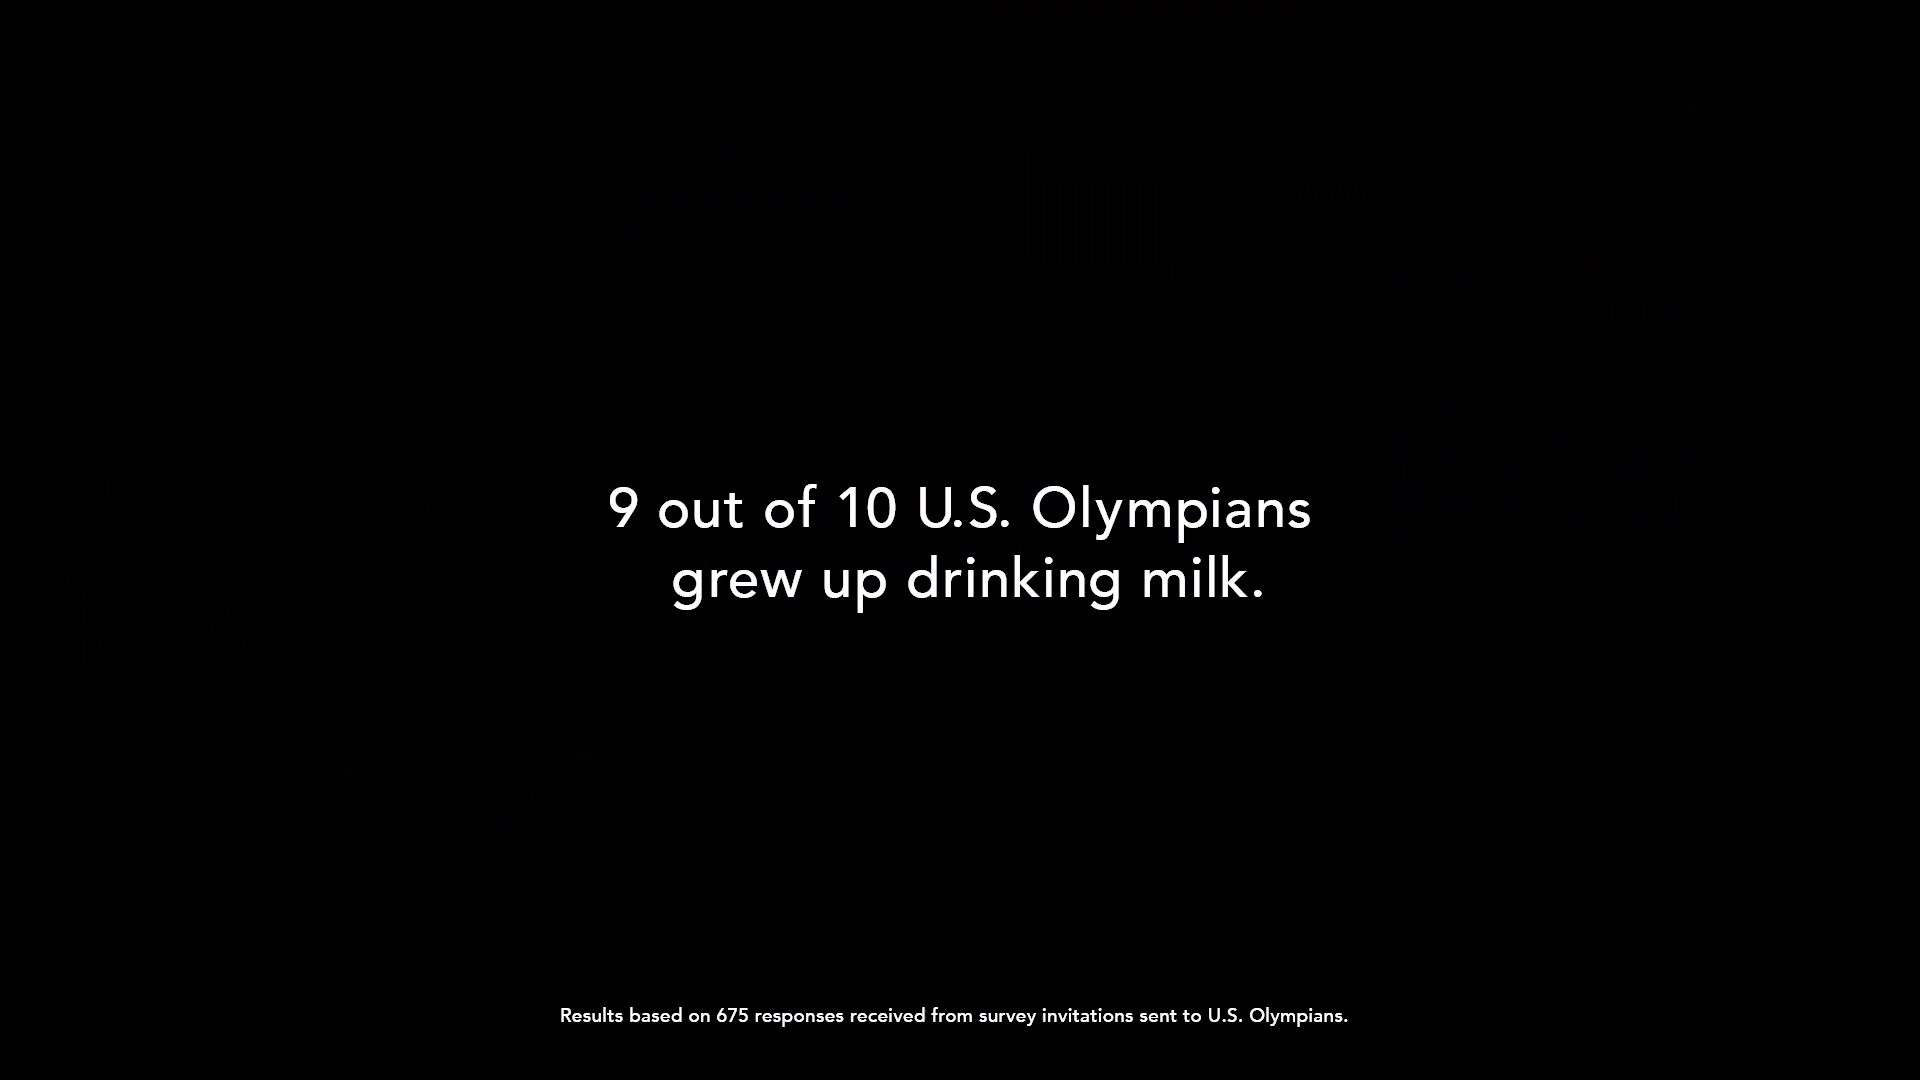 9 out of 10 U.S. Olympians
grew up drinking milk.
Results based on 675 responses received from survey invitations sent to U.S. Olympians.